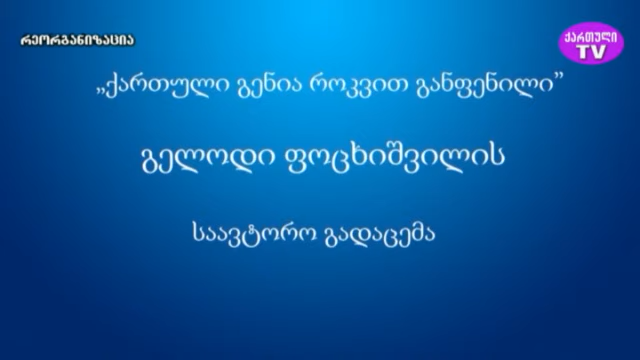 რეორგანიზაცია
ქართული
TV
„ქართული გენია როკვით განფენილი”
გელოდი ფოცხიშვილის
საავტორო გადაცემა